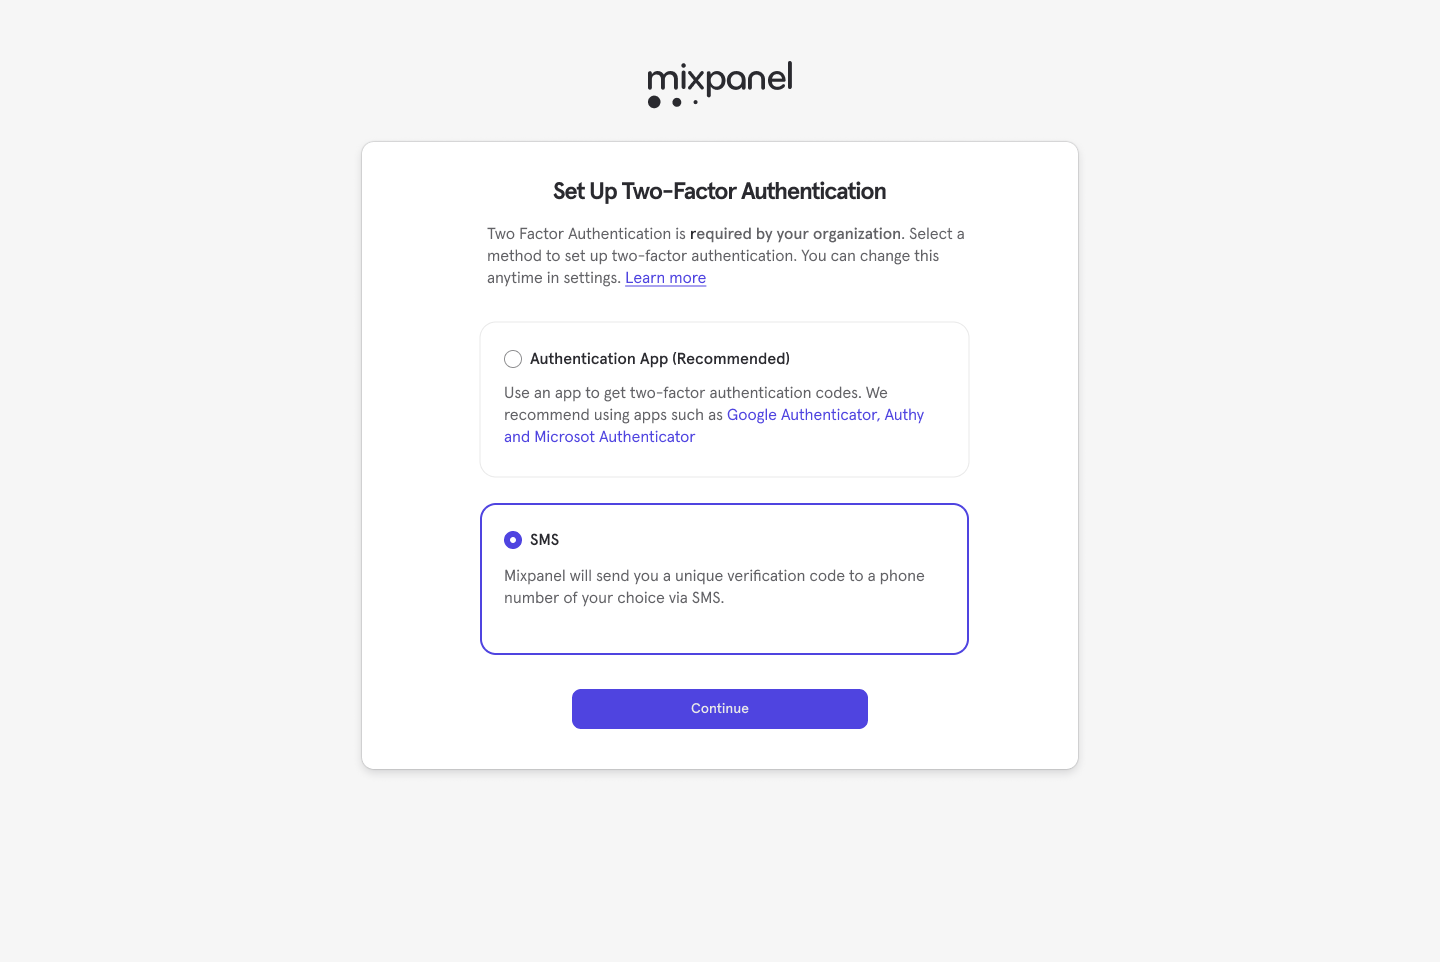 mixpanel
Set Up Two-Factor Authentication
Two Factor Authentication is required by your organization. Select a
method to set up two-factor authentication. You can change this
anytime in settings. Learn more
Authentication App (Recommended)
Use an app to get two-factor authentication codes. We
recommend using apps such as Google Authenticator, Authy
and Microsot Authenticator
SMS
Mixpanel will send you a unique verification code to a phone
number of your choice via SMS.
Continue